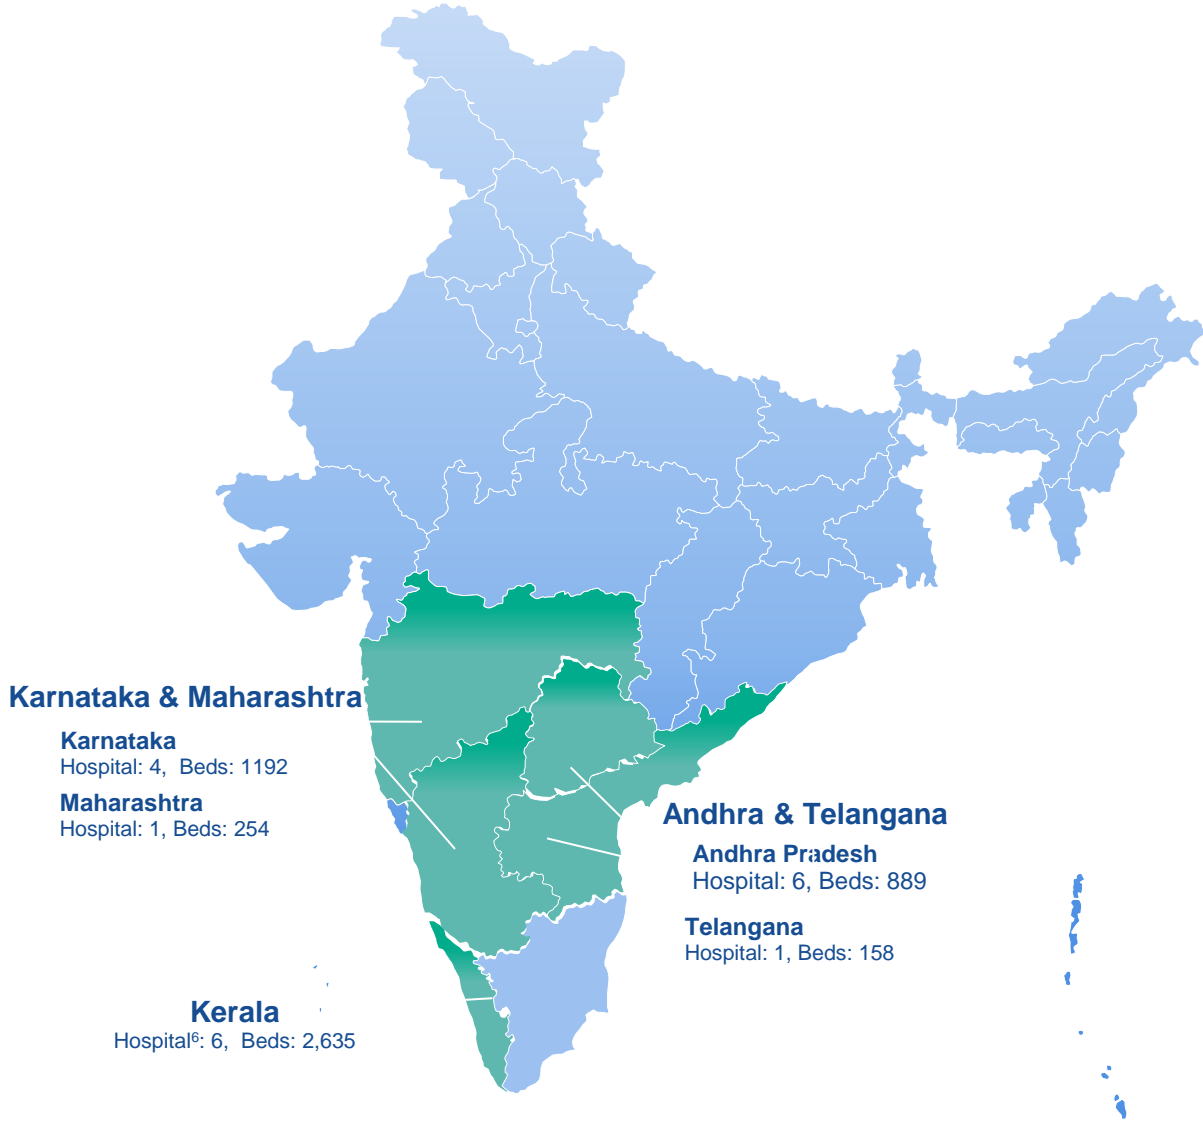 Karnataka & Maharashtra
Karnataka
Hospital: 4, Beds: 1192
Maharashtra
Hospital: 1, Beds: 254
Andhra & Telangana
Andhra Pradesh
Hospital: 6, Beds: 889
Telangana
Hospital: 1, Beds: 158
Kerala
Hospital⁶: 6, Beds: 2,635